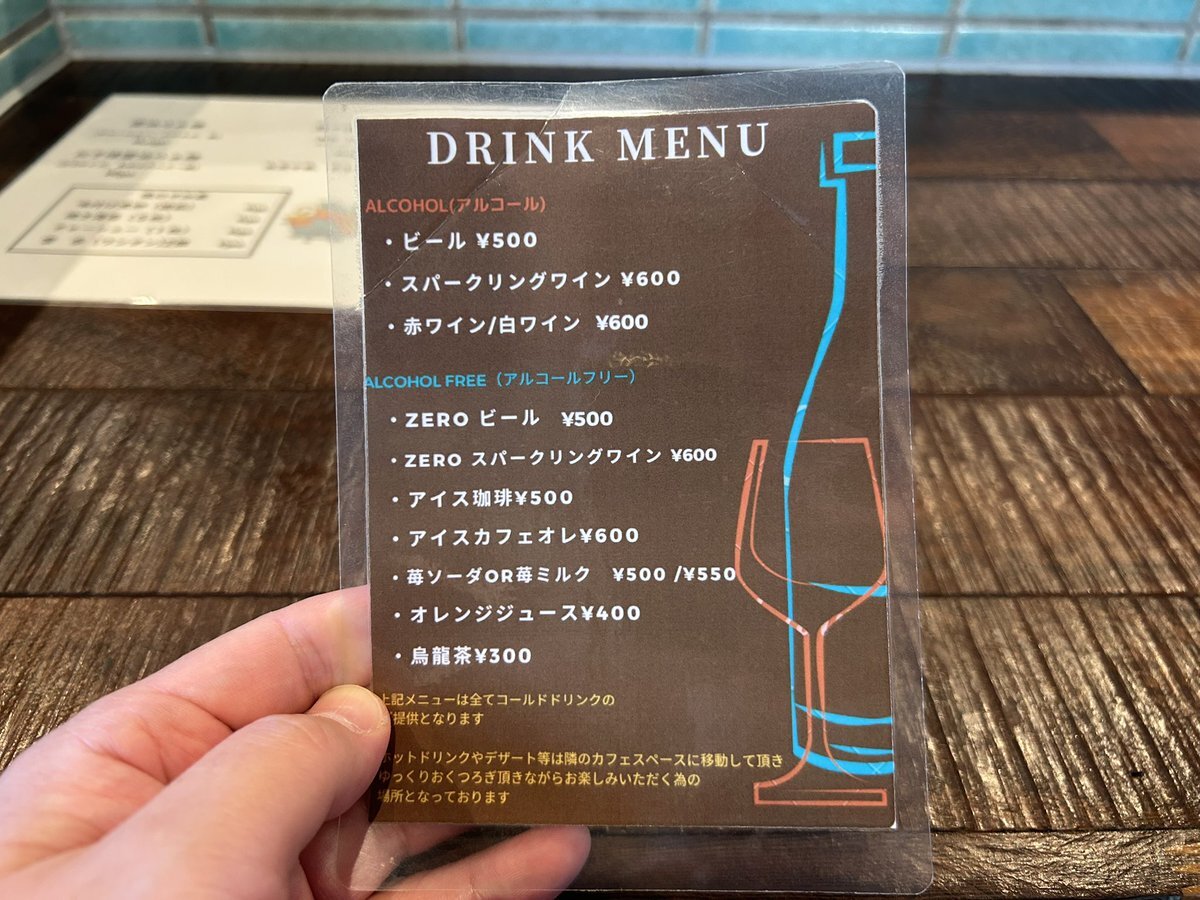 DRINK MENU
ALCOHOL(アルコール)
・ビール ¥500
・スパークリングワイン ¥600
・赤ワイン/白ワイン ¥600
ALCOHOL FREE（アルコールフリー）
・ZERO ビール ¥500
・ZERO スパークリングワイン ¥600
・アイス珈琲¥500
・アイスカフェオレ¥600
・苺ソーダOR苺ミルク ¥500 /¥550
・オレンジジュース¥400
・烏龍茶¥300
上記メニューは全てコールドドリンクの
提供となります
ホットドリンクやデザート等は隣のカフェスペースに移動して頂き
ゆっくりおくつろぎ頂きながらお楽しみいただく為の
場所となっております